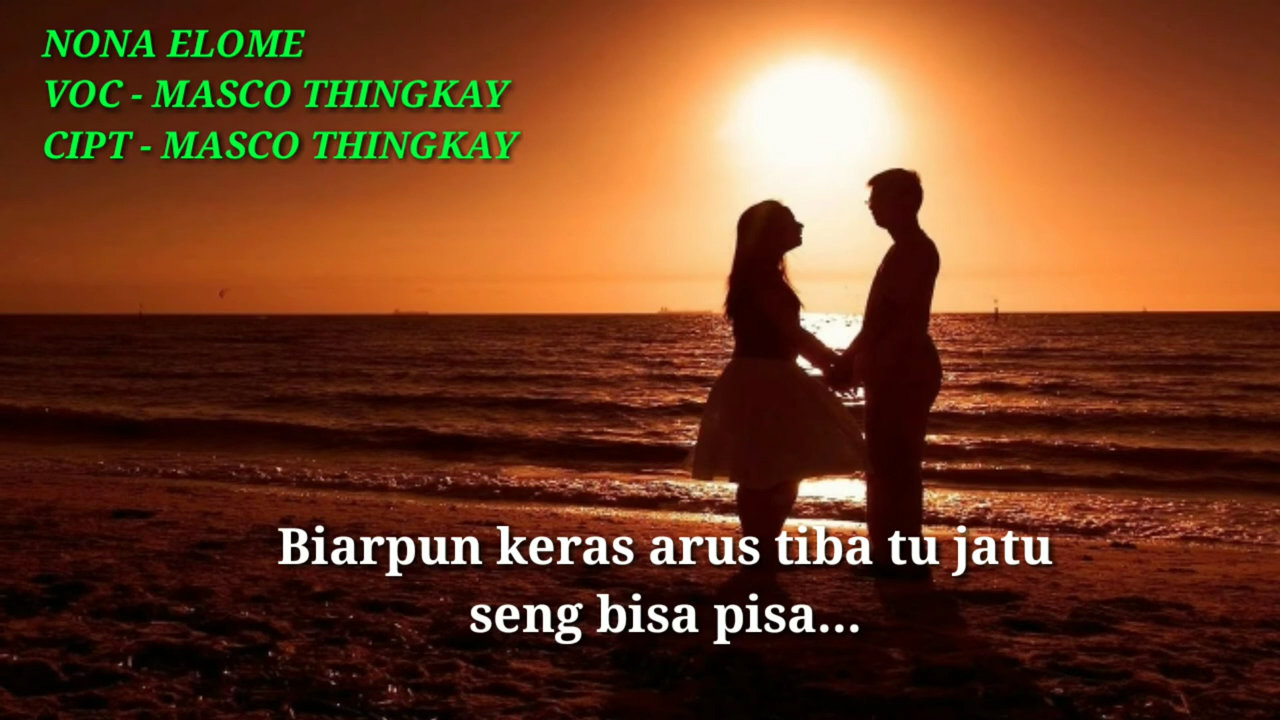 NONA ELOME
VOC - MASCO THINGKAY
CIPT - MASCO THINGKAY
Biarpun keras arus tiba tu jatu
seng bisa pisa...